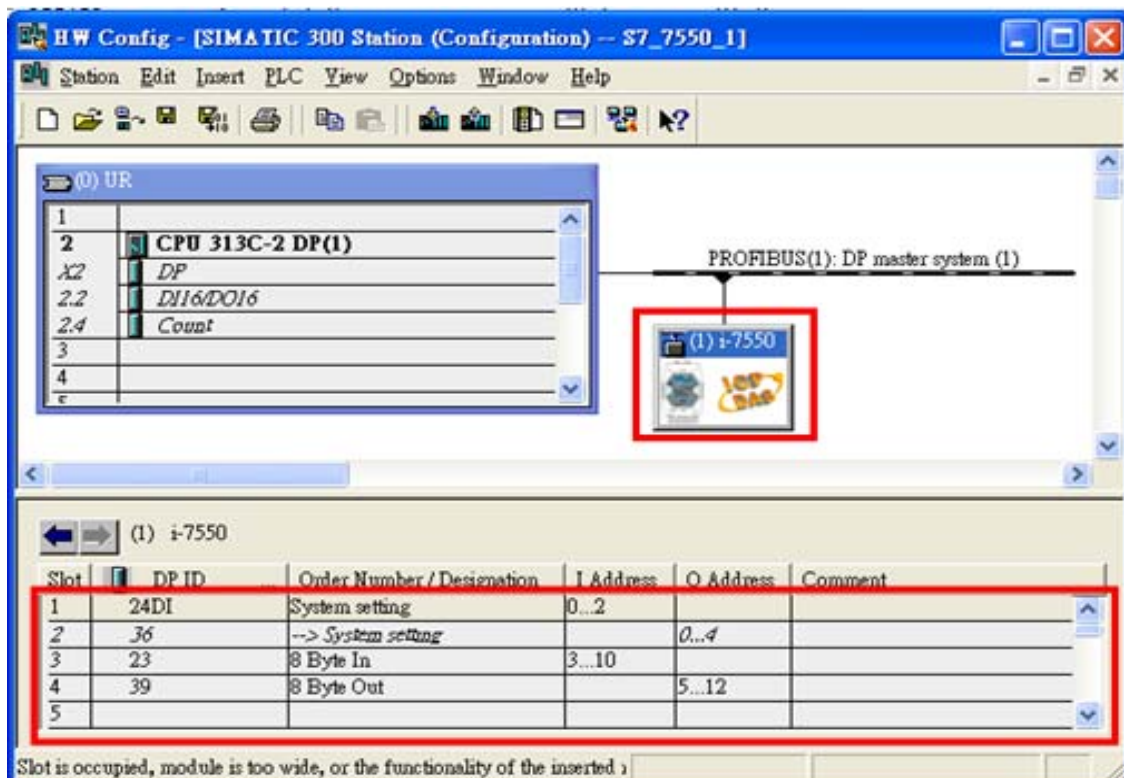 HW Config - [SIMATIC 300 Station (Configuration) -- S7_7550_1]
Station Edit Insert PLC View Options Window Help
(0) UR
1
2 CPU 313C-2 DP(1)
X2 DP
2.2 DI16/DO16
2.4 Count
3
4
PROFIBUS(1): DP master system (1)
(1) i-7550
ICP
DAS
(1) i-7550
Slot DP ID ... Order Number / Designation I Address O Address Comment
1 24DI System setting 0...2
2 36 --> System setting 0...4
3 23 8 Byte In 3...10
4 39 8 Byte Out 5...12
5
Slot is occupied, module is too wide, or the functionality of the inserted